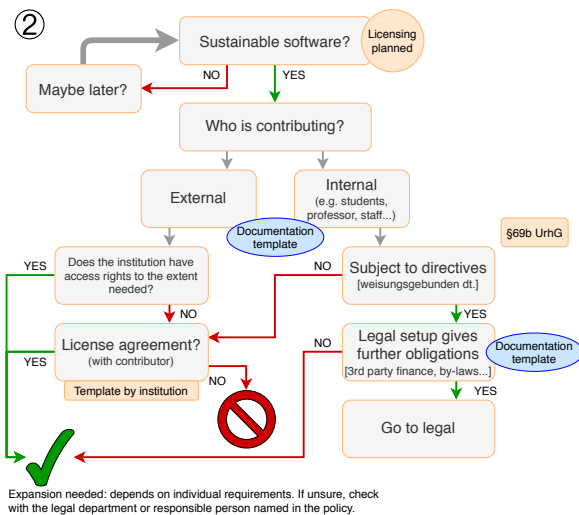 2
Sustainable software?
Licensing
planned
NO
YES
Maybe later?
Who is contributing?
External
Internal
(e.g. students,
professor, staff...)
Documentation
template
§69b UrhG
YES
Does the institution have
access rights to the extent
needed?
NO
Subject to directives
[weisungsgebunden dt.]
NO
YES
YES
License agreement?
(with contributor)
Template by institution
NO
NO
Legal setup gives
further obligations
[3rd party finance, by-laws...]
Documentation
template
YES
Go to legal
Expansion needed: depends on individual requirements. If unsure, check
with the legal department or responsible person named in the policy.